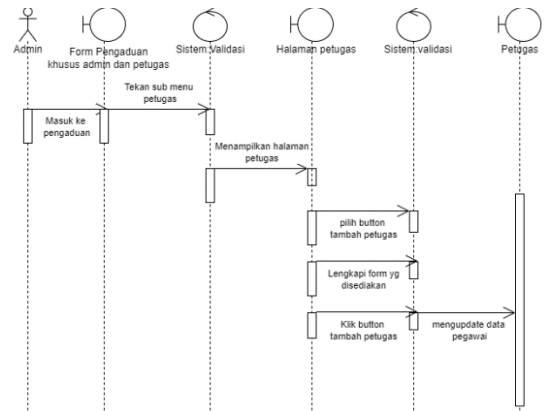 Admin
Form Pengaduan
khusus admin dan petugas
Sistem:Validasi
Halaman petugas
Sistem:validasi
Petugas
Tekan sub menu
petugas
Masuk ke
pengaduan
Menampilkan halaman
petugas
pilih button
tambah petugas
Lengkapi form yg
disediakan
Klik button
tambah petugas
mengupdate data
pegawai